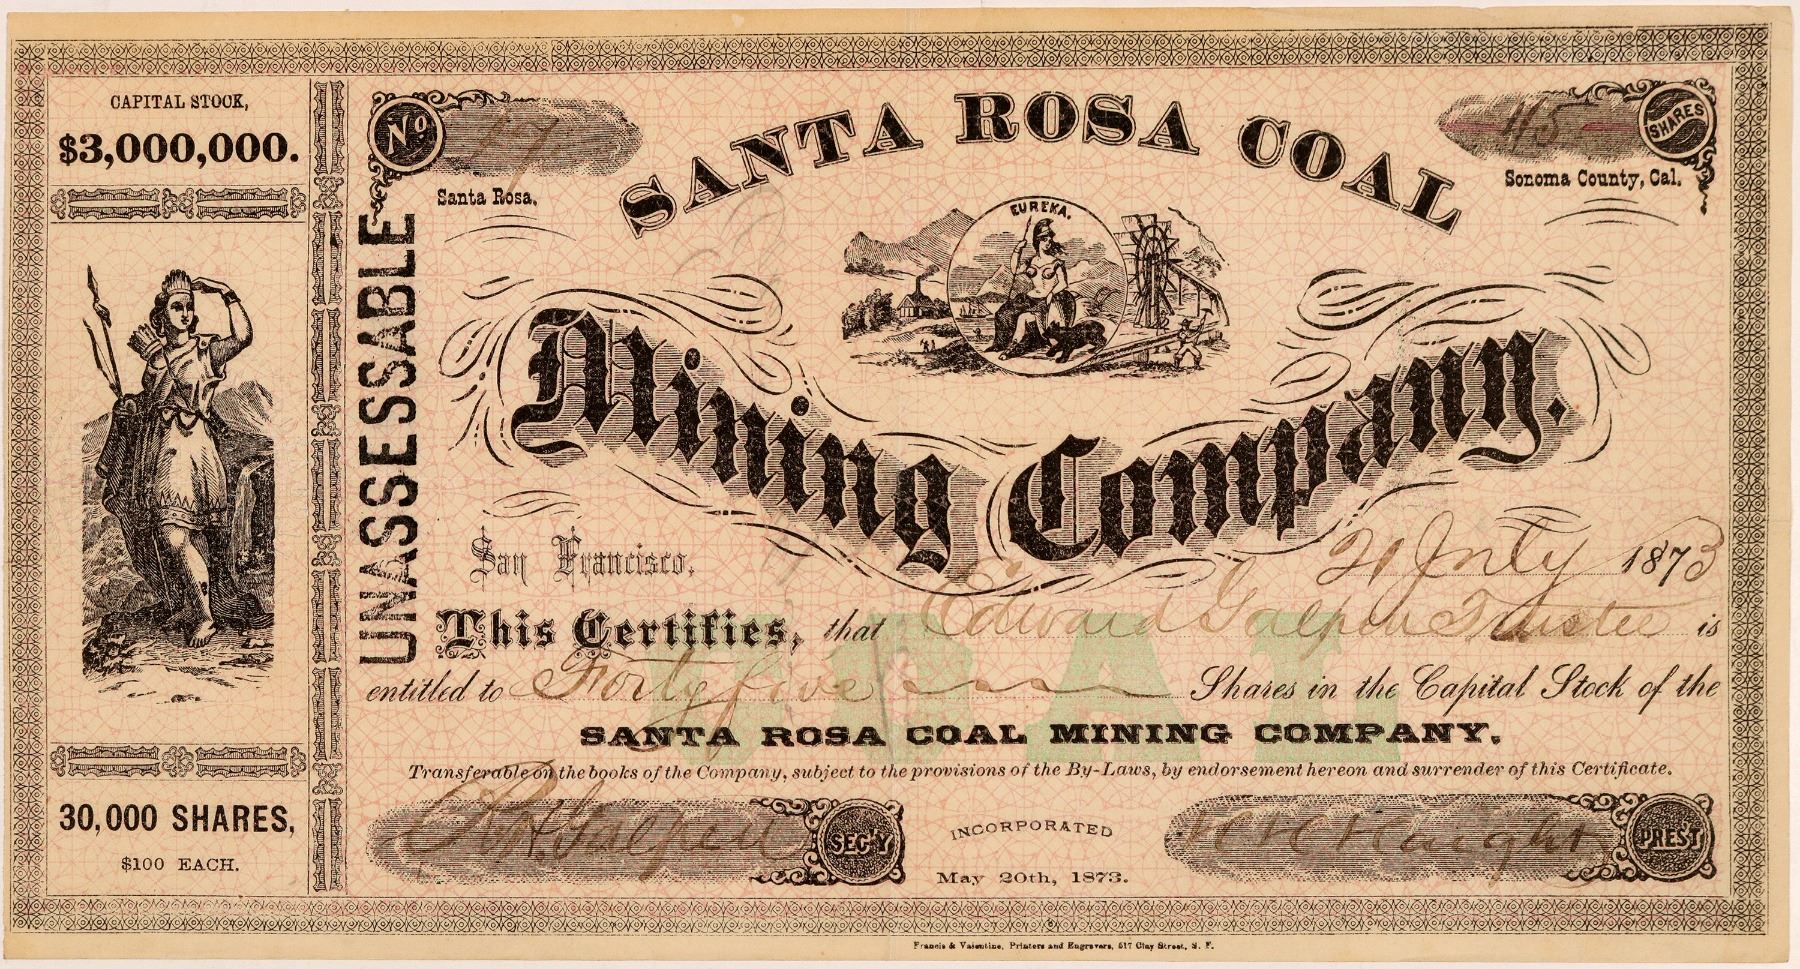 CAPITAL STOCK,
$3,000,000.
30,000 SHARES,
$100 EACH.
UNASSESSABLE
No. 17
45 SHARES
Santa Rosa.
Sonoma County, Cal.
SANTA ROSA COAL
EUREKA.
Mining Company.
San Francisco, 21 July 1873
This Certifies, that Edward Galpin Trustee is
entitled to Forty five Shares in the Capital Stock of the
SANTA ROSA COAL MINING COMPANY.
Transferable on the books of the Company, subject to the provisions of the By-Laws, by endorsement hereon and surrender of this Certificate.
Galpin SEC'Y
INCORPORATED
May 20th, 1873.
H H Haight PREST
Francis & Valentine, Printers and Engravers, 517 Clay Street, S. F.